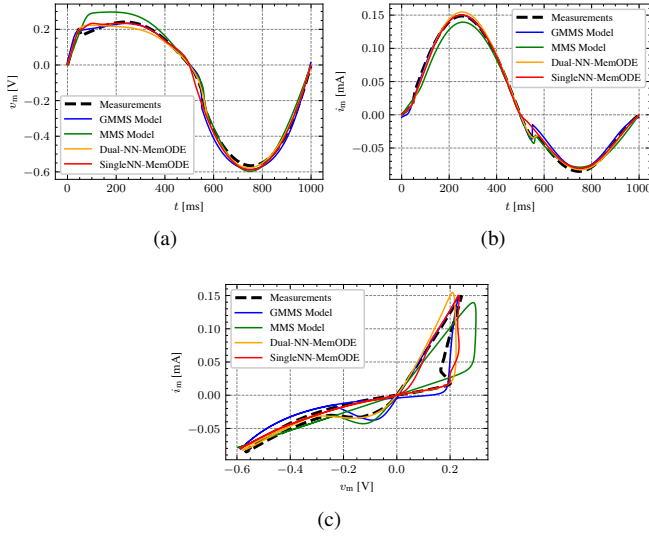 0.2
0.0
−0.2
−0.4
−0.6
v_m [V]
Measurements
GMMS Model
MMS Model
Dual-NN-MemODE
SingleNN-MemODE
0 200 400 600 800 1000
t [ms]
(a)
0.15
0.10
0.05
0.00
−0.05
i_m [mA]
Measurements
GMMS Model
MMS Model
Dual-NN-MemODE
SingleNN-MemODE
0 200 400 600 800 1000
t [ms]
(b)
0.15
0.10
0.05
0.00
−0.05
i_m [mA]
Measurements
GMMS Model
MMS Model
Dual-NN-MemODE
SingleNN-MemODE
−0.6 −0.4 −0.2 0.0 0.2
v_m [V]
(c)